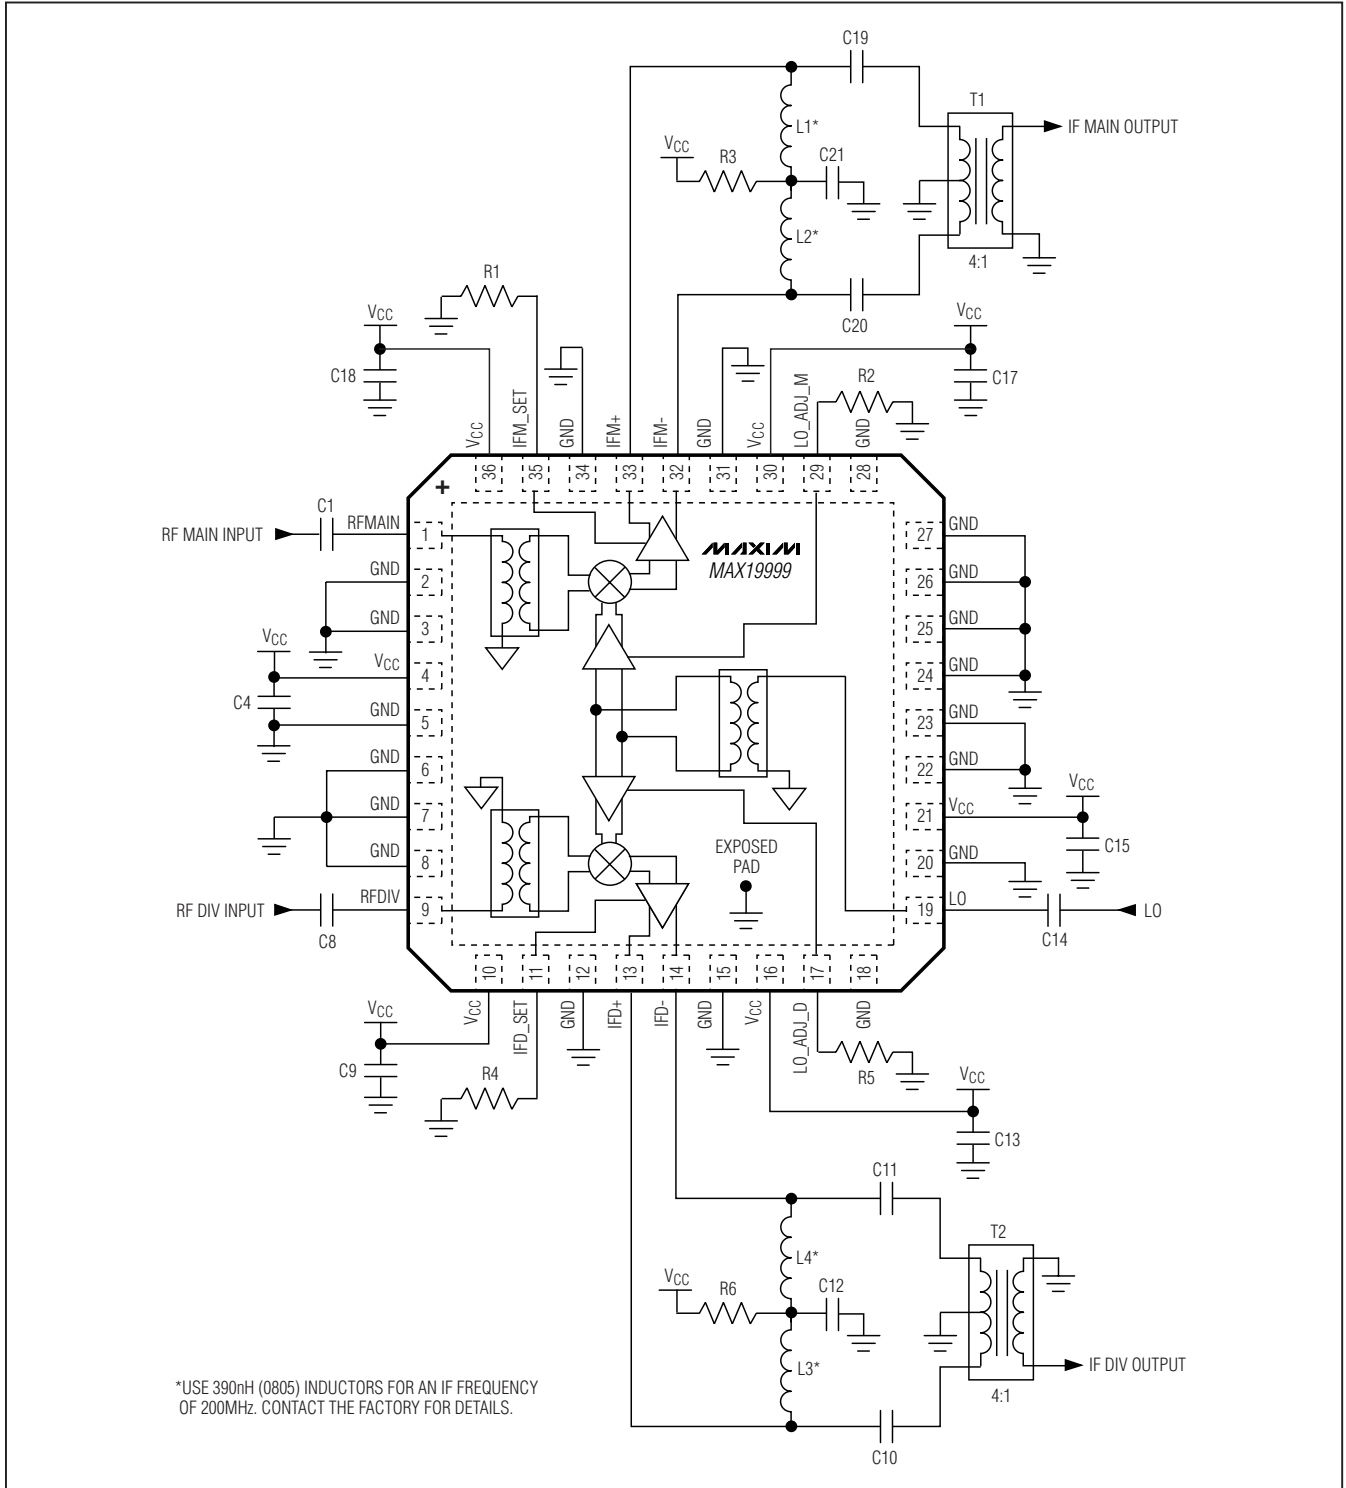 C19
T1
IF MAIN OUTPUT
L1*
VCC
R3
C21
L2*
4:1
R1
C20
VCC
VCC
C18
R2
C17
VCC
IFM_SET
GND
IFM+
IFM-
GND
VCC
LO_ADJ_M
GND
36
35
34
33
32
31
30
29
28
+
C1
RF MAIN INPUT
RFMAIN
1
MAXIM
MAX19999
27
GND
GND
2
26
GND
GND
3
25
GND
VCC
VCC
4
24
GND
C4
GND
5
23
GND
GND
6
22
GND
VCC
GND
7
21
VCC
C15
GND
8
EXPOSED
PAD
20
GND
RF DIV INPUT
RFDIV
9
19
LO
LO
C8
C14
10
11
12
13
14
15
16
17
18
VCC
IFD_SET
GND
IFD+
IFD-
GND
VCC
LO_ADJ_D
GND
VCC
C9
R4
R5
VCC
C13
C11
T2
L4*
VCC
R6
C12
L3*
IF DIV OUTPUT
4:1
C10
*USE 390nH (0805) INDUCTORS FOR AN IF FREQUENCY
OF 200MHz. CONTACT THE FACTORY FOR DETAILS.